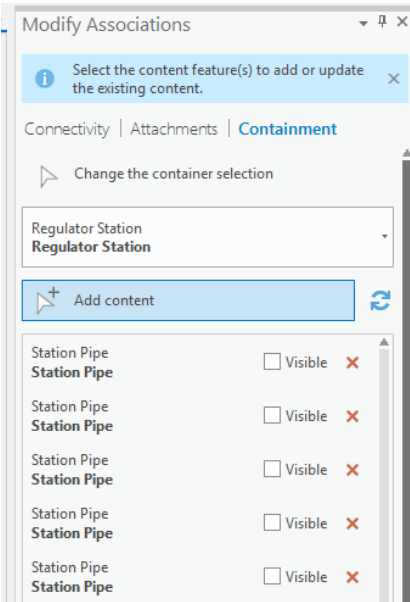 Modify Associations
Select the content feature(s) to add or update
the existing content.
Connectivity | Attachments | Containment
Change the container selection
Regulator Station
Regulator Station
Add content
Station Pipe
Station Pipe
Visible
Station Pipe
Station Pipe
Visible
Station Pipe
Station Pipe
Visible
Station Pipe
Station Pipe
Visible
Station Pipe
Station Pipe
Visible